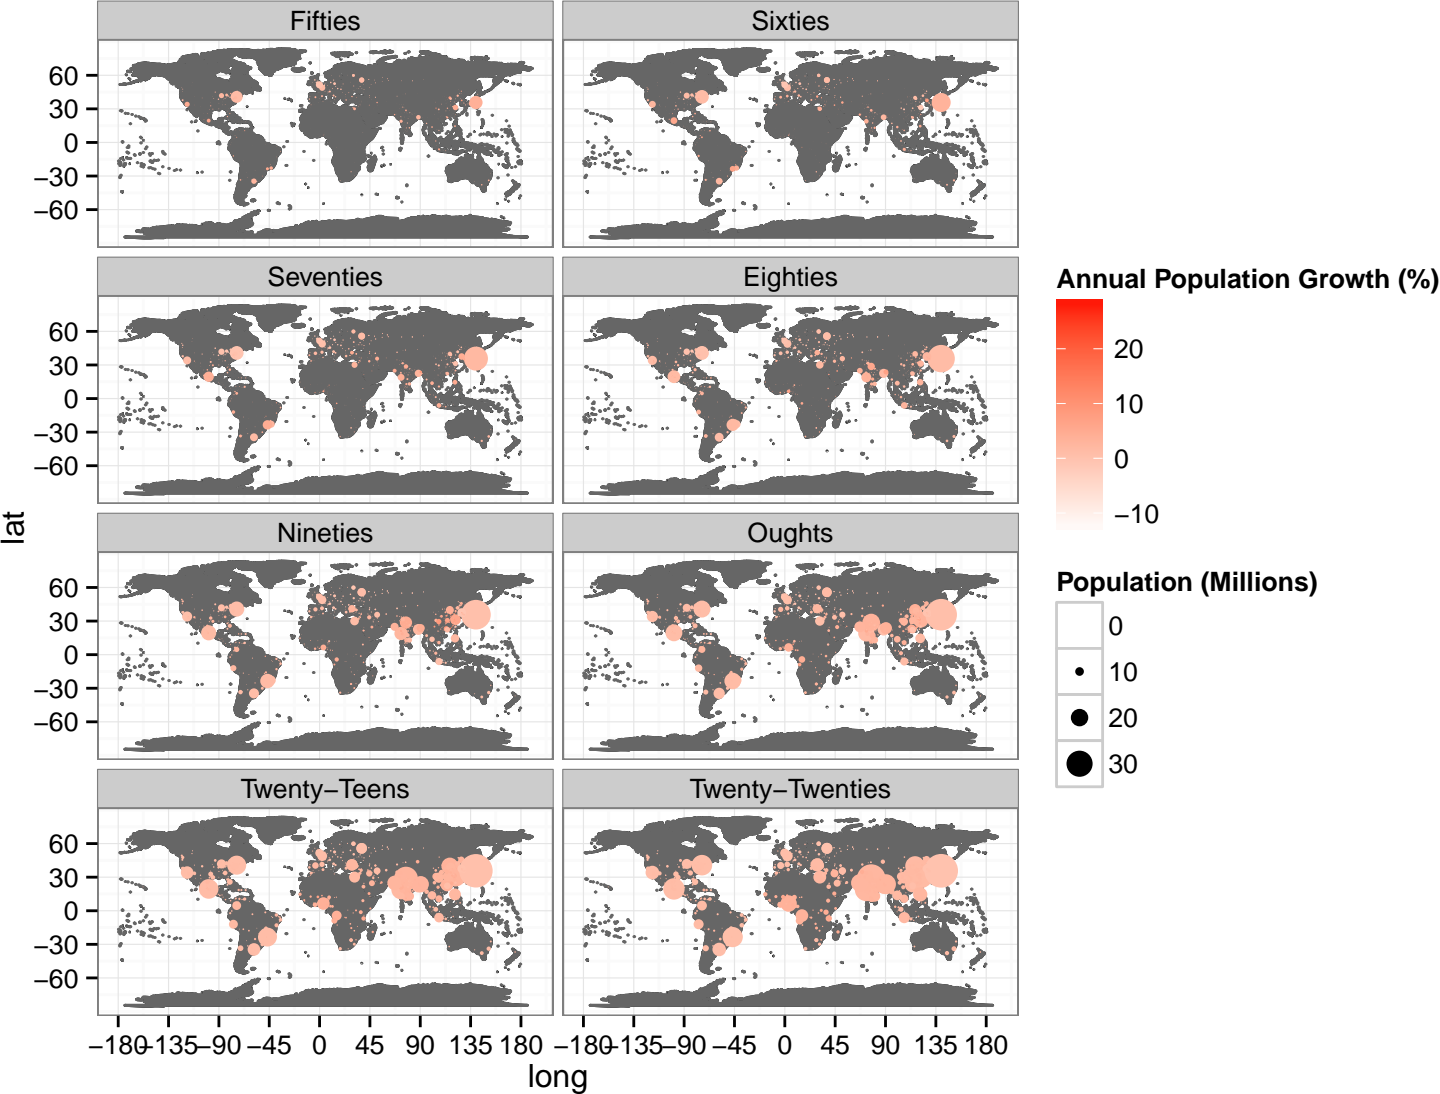 Fifties
Sixties
60
30
0
−30
−60
Seventies
Eighties
60
30
0
−30
−60
Nineties
Oughts
60
30
0
−30
−60
Twenty−Teens
Twenty−Twenties
60
30
0
−30
−60
−180 −135 −90 −45 0 45 90 135 180
−180 −135 −90 −45 0 45 90 135 180
long
lat
Annual Population Growth (%)
20
10
0
−10
Population (Millions)
0
10
20
30